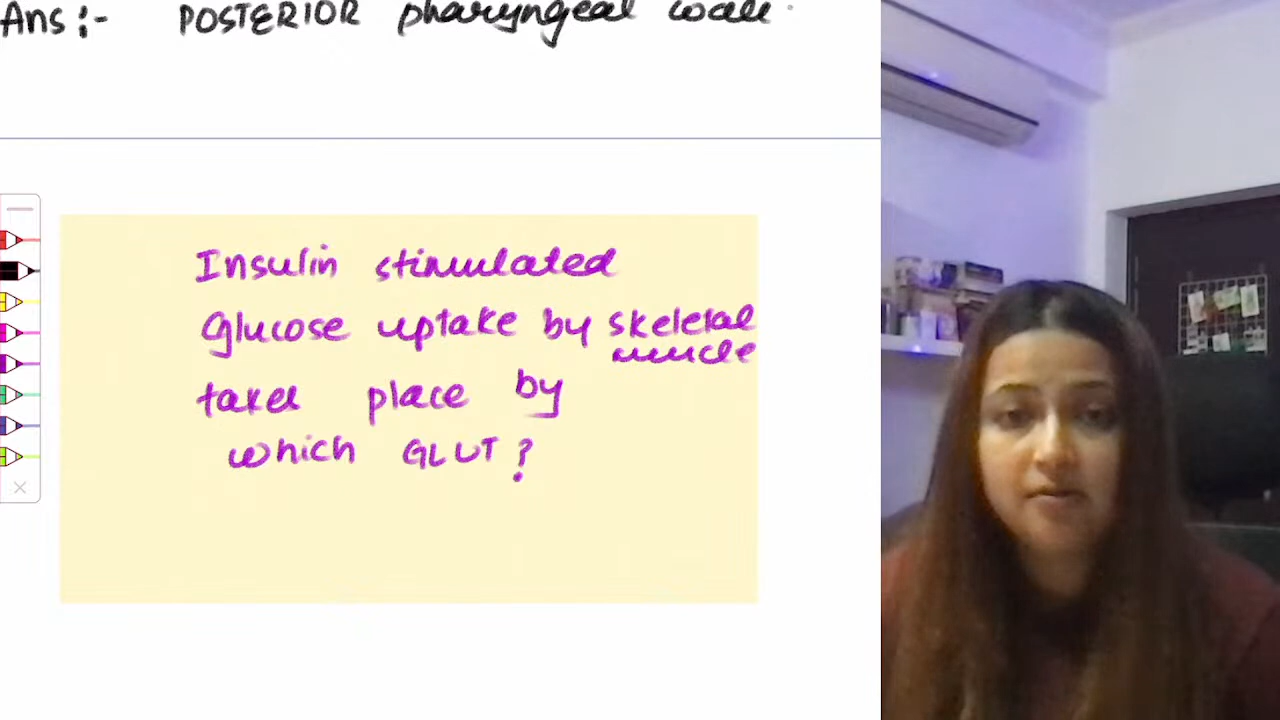 Ans:- POSTERIOR pharyngeal wall.
Insulin stimulated
Glucose uptake by skeletal
muscle
takes place by
which GLUT?